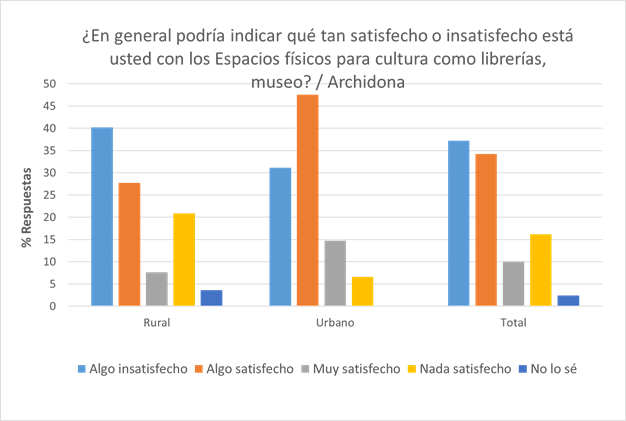 ¿En general podría indicar qué tan satisfecho o insatisfecho está
usted con los Espacios físicos para cultura como librerías,
museo? / Archidona
50
45
40
35
30
25
20
15
10
5
0
% Respuestas
Rural Urbano Total
Algo insatisfecho Algo satisfecho Muy satisfecho Nada satisfecho No lo sé